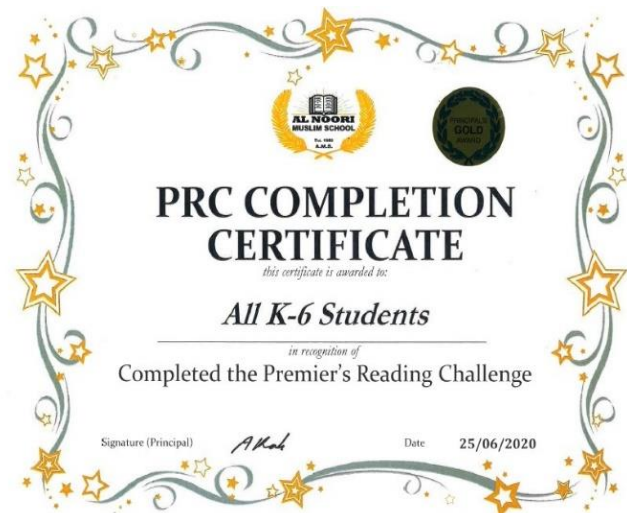 AL NOORI
MUSLIM SCHOOL
A.M.S.
PRINCIPALS
GOLD
AWARD
PRC COMPLETION
CERTIFICATE
this certificate is awarded to:
All K-6 Students
in recognition of
Completed the Premier's Reading Challenge
Signature (Principal)
Date 25/06/2020